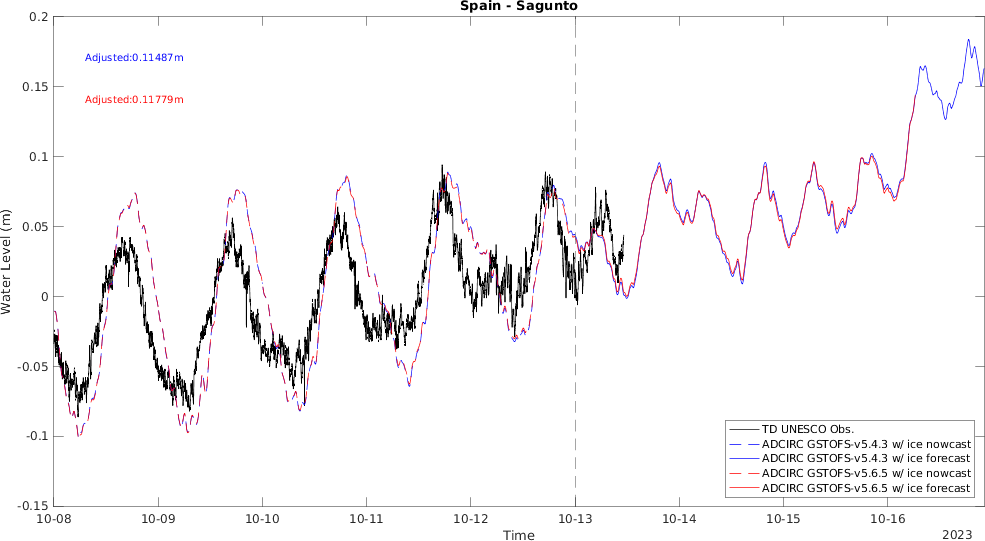 Spain - Sagunto
Adjusted:0.11487m
Adjusted:0.11779m
Water Level (m)
0.2
0.15
0.1
0.05
0
-0.05
-0.1
-0.15
10-08
10-09
10-10
10-11
10-12
10-13
10-14
10-15
10-16
Time
2023
TD UNESCO Obs.
ADCIRC GSTOFS-v5.4.3 w/ ice nowcast
ADCIRC GSTOFS-v5.4.3 w/ ice forecast
ADCIRC GSTOFS-v5.6.5 w/ ice nowcast
ADCIRC GSTOFS-v5.6.5 w/ ice forecast